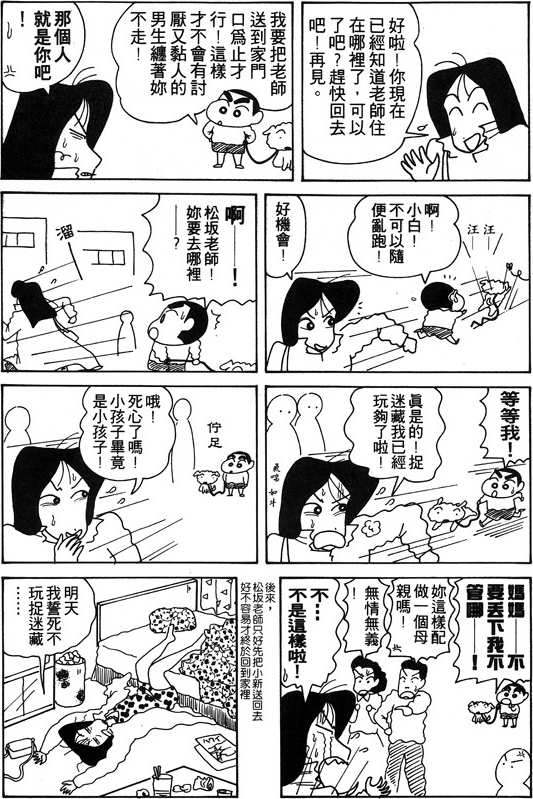 好啦！你現在
已經知道老師住
在哪裡了，可以
了吧？趕快回去
吧！再見。
我要把老師
送到家門
口為止才
行！這樣
才不會有討
厭又黏人的
男生纏著妳
不走！
那個人
就是你吧
！
汪！
汪！
啊！
小白！
不可以隨
便亂跑！
好機會！
啊——！
松坂老師！
妳要去哪裡
——？
溜
等等我！
真是的！捉
迷藏我已經
玩夠了啦！
氣喘
如牛
佇足
哦！
死心了嗎！
小孩子畢竟
是小孩子！
媽媽——不
要丟下我不
管哪——！
妳這樣配
做一個母
親嗎！
無情無義
！
不⋯
不是這樣啦！
後來，
松坂老師只好先把小新送回去
好不容易才終於回到家裡
明天
我誓死不
玩捉迷藏
⋯⋯